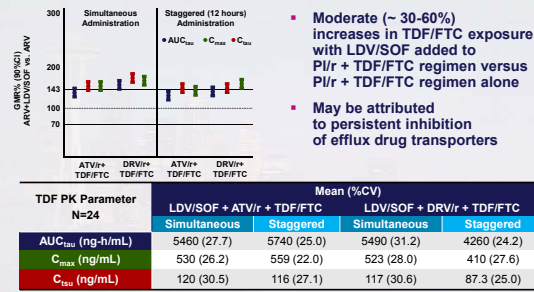 300
200
143
100
70
GMR% (90%CI)
ARV+LDV/SOF vs. ARV
Simultaneous
Administration
Staggered (12 hours)
Administration
AUCtau Cmax Ctau
ATV/r+
TDF/FTC
DRV/r+
TDF/FTC
ATV/r+
TDF/FTC
DRV/r+
TDF/FTC
Moderate (~ 30-60%)
increases in TDF/FTC exposure
with LDV/SOF added to
PI/r + TDF/FTC regimen versus
PI/r + TDF/FTC regimen alone
May be attributed
to persistent inhibition
of efflux drug transporters
TDF PK Parameter
N=24
Mean (%CV)
LDV/SOF + ATV/r + TDF/FTC LDV/SOF + DRV/r + TDF/FTC
Simultaneous Staggered Simultaneous Staggered
AUCtau (ng-h/mL) 5460 (27.7) 5740 (25.0) 5490 (31.2) 4260 (24.2)
Cmax (ng/mL) 530 (26.2) 559 (22.0) 523 (28.0) 410 (27.6)
Ctsu (ng/mL) 120 (30.5) 116 (27.1) 117 (30.6) 87.3 (25.0)